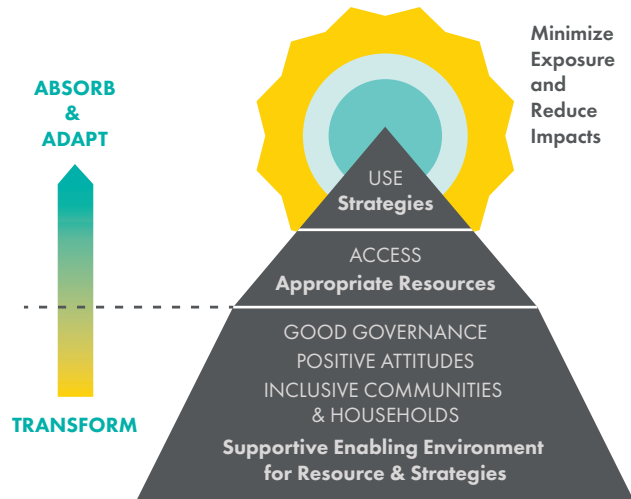 Minimize
Exposure
and
Reduce
Impacts
ABSORB
&
ADAPT
USE
Strategies
ACCESS
Appropriate Resources
GOOD GOVERNANCE
POSITIVE ATTITUDES
INCLUSIVE COMMUNITIES
& HOUSEHOLDS
TRANSFORM
Supportive Enabling Environment
for Resource & Strategies